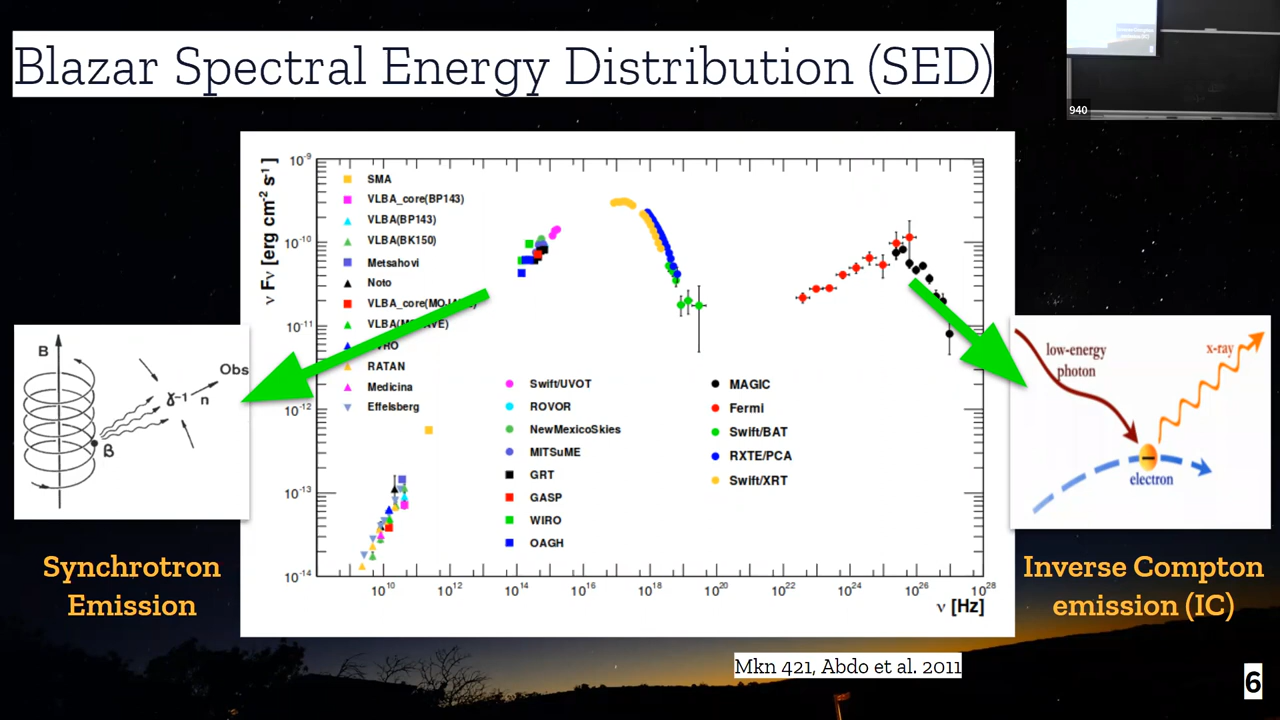 Blazar Spectral Energy Distribution (SED)
940
ν Fν [erg cm⁻² s⁻¹]
10⁻⁹
10⁻¹⁰
10⁻¹¹
10⁻¹²
10⁻¹³
10⁻¹⁴
SMA
VLBA_core(BP143)
VLBA(BP143)
VLBA(BK150)
Metsahovi
Noto
RATAN
Medicina
Effelsberg
Swift/UVOT
ROVOR
NewMexicoSkies
MITSuME
GRT
GASP
WIRO
OAGH
MAGIC
Fermi
Swift/BAT
RXTE/PCA
Swift/XRT
10¹⁰
10¹²
10¹⁴
10¹⁶
10¹⁸
10²⁰
10²²
10²⁴
10²⁶
10²⁸
ν [Hz]
B
β
γ⁻¹
n
Obs
Synchrotron
Emission
low-energy
photon
x-ray
electron
Inverse Compton
emission (IC)
Mkn 421, Abdo et al. 2011
6